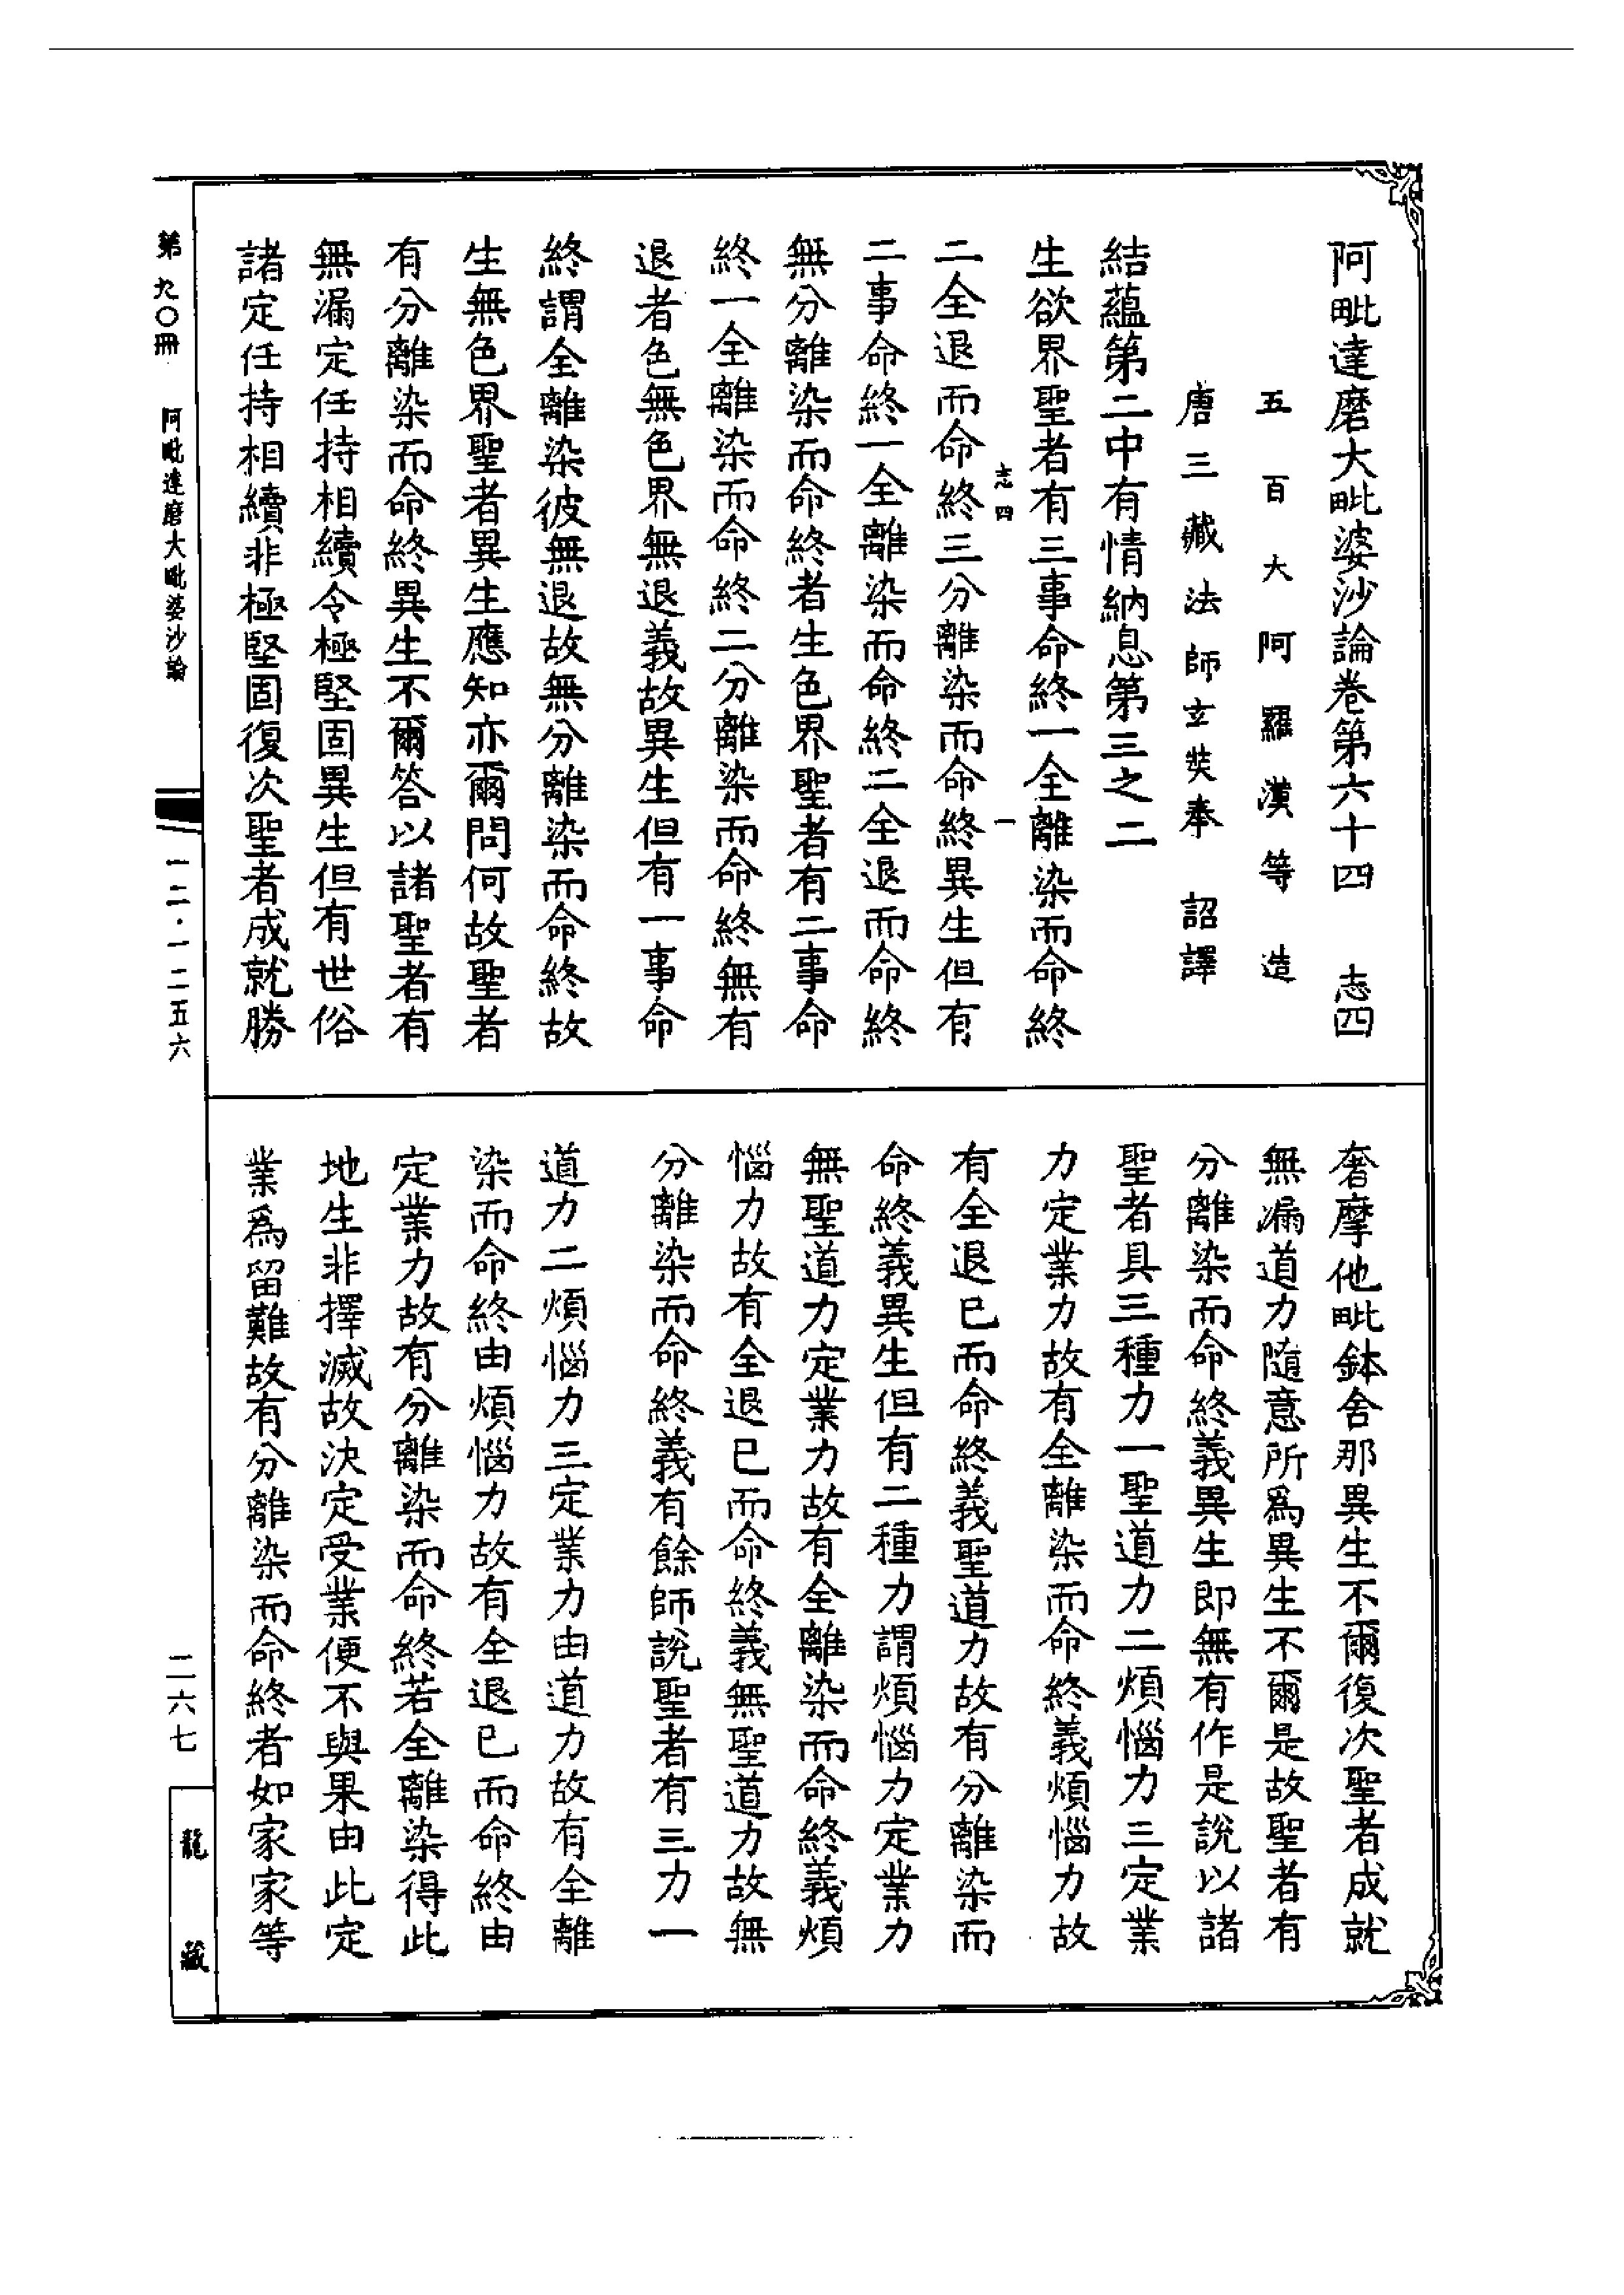 阿毗達磨大毗婆沙論卷第六十四　志四
五百大阿羅漢等造
唐三藏法師玄奘奉　詔譯
結蘊第二中有情納息第三之二
生欲界聖者有三事命終一全離染而命終
志四　一
二全退而命終三分離染而命終異生但有
二事命終一全離染而命終二全退而命終
無分離染而命終者生色界聖者有二事命
終一全離染而命終二分離染而命終無有
退者色無色界無退義故異生但有一事命
終謂全離染彼無退故無分離染而命終故
生無色界聖者異生應知亦爾問何故聖者
有分離染而命終異生不爾答以諸聖者有
無漏定任持相續令極堅固異生但有世俗
諸定任持相續非極堅固復次聖者成就勝
奢摩他毗鉢舍那異生不爾復次聖者成就
無漏道力隨意所爲異生不爾是故聖者有
分離染而命終義異生即無有作是說以諸
聖者具三種力一聖道力二煩惱力三定業
力定業力故有全離染而命終義煩惱力故
有全退已而命終義聖道力故有分離染而
命終義異生但有二種力謂煩惱力定業力
無聖道力定業力故有全離染而命終義煩
惱力故有全退已而命終義無聖道力故無
分離染而命終義有餘師說聖者有三力一
道力二煩惱力三定業力由道力故有全離
染而命終由煩惱力故有全退已而命終由
定業力故有分離染而命終若全離染得此
地生非擇滅故決定受業便不與果由此定
業爲留難故有分離染而命終者如家家等
第九〇冊　阿毗達磨大毗婆沙論
一二・一二五六
二六七
龍藏